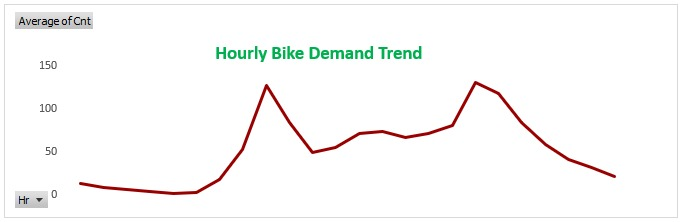 Average of Cnt
Hourly Bike Demand Trend
150
100
50
0
Hr